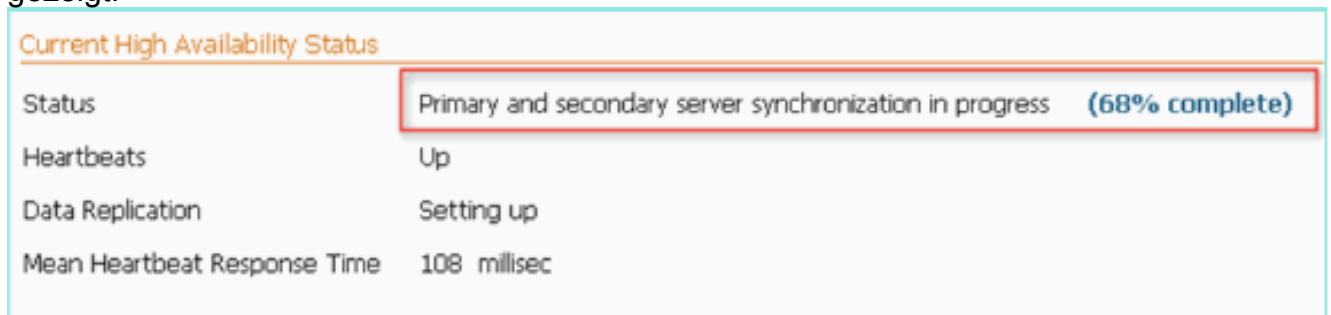 gezeigt.
Current High Availability Status
Status Primary and secondary server synchronization in progress (68% complete)
Heartbeats Up
Data Replication Setting up
Mean Heartbeat Response Time 108 millisec